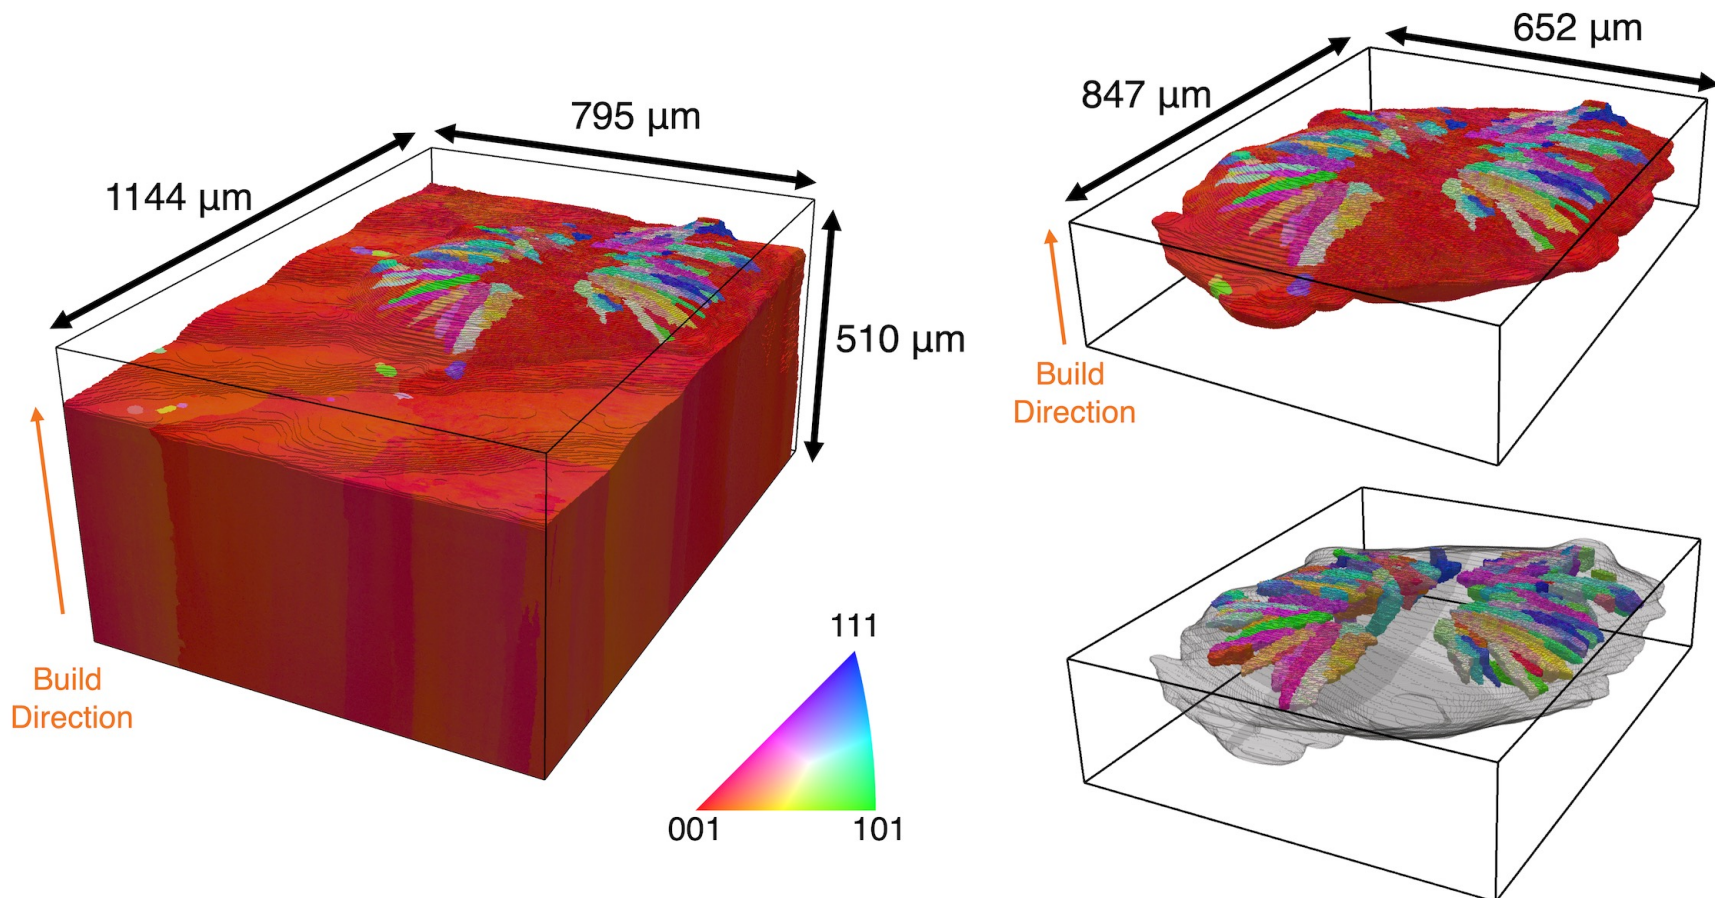 795 µm
1144 µm
510 µm
Build
Direction
111
001
101
652 µm
847 µm
Build
Direction